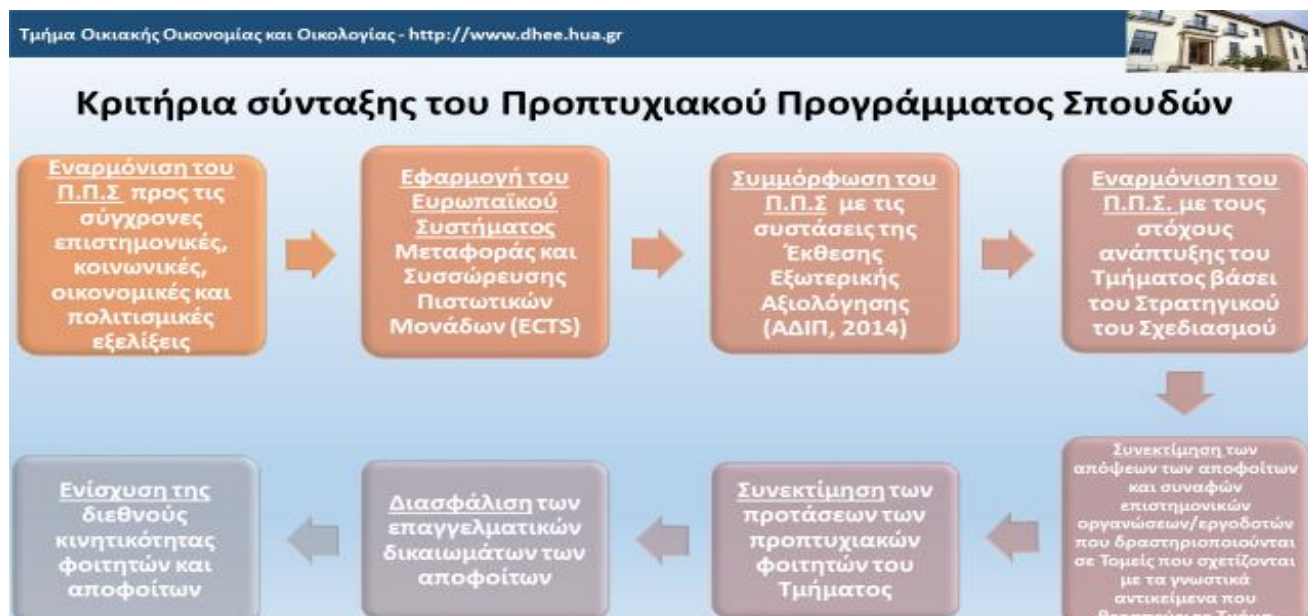 Τμήμα Οικιακής Οικονομίας και Οικολογίας - http://www.dhee.hua.gr
Κριτήρια σύνταξης του Προπτυχιακού Προγράμματος Σπουδών
Εναρμόνιση του
Π.Π.Σ προς τις
σύγχρονες
επιστημονικές,
κοινωνικές,
οικονομικές και
πολιτισμικές
εξελίξεις
Εφαρμογή του
Ευρωπαϊκού
Συστήματος
Μεταφοράς και
Συσσώρευσης
Πιστωτικών
Μονάδων (ECTS)
Συμμόρφωση του
Π.Π.Σ με τις
συστάσεις της
Έκθεσης
Εξωτερικής
Αξιολόγησης
(ΑΔΙΠ, 2014)
Εναρμόνιση του
Π.Π.Σ. με τους
στόχους
ανάπτυξης του
Τμήματος βάσει
του Στρατηγικού
του Σχεδιασμού
Συνεκτίμηση των
απόψεων των αποφοίτων
και συναφών
επιστημονικών
οργανώσεων/εργοδοτών
που δραστηριοποιούνται
σε Τομείς που σχετίζονται
με τα γνωστικά
αντικείμενα που
Συνεκτίμηση των
προτάσεων των
προπτυχιακών
φοιτητών του
Τμήματος
Διασφάλιση των
επαγγελματικών
δικαιωμάτων των
αποφοίτων
Ενίσχυση της
διεθνούς
κινητικότητας
φοιτητών και
αποφοίτων